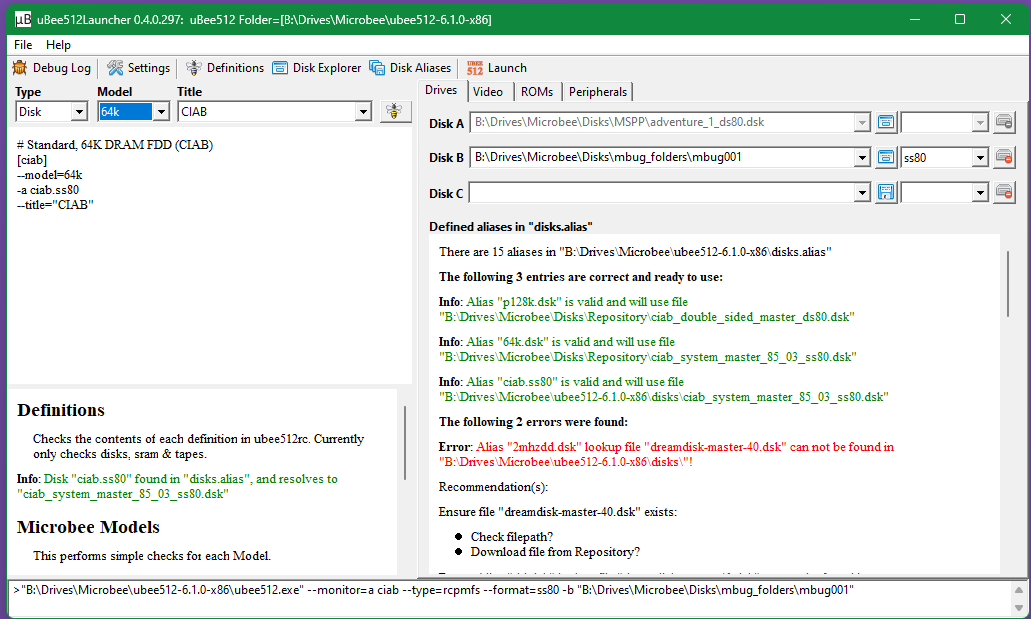 µB uBee512Launcher 0.4.0.297: uBee512 Folder=[B:\Drives\Microbee\ubee512-6.1.0-x86]
File Help
Debug Log Settings Definitions Disk Explorer Disk Aliases UBEE 512 Launch
Type Model Title
Disk 64k CIAB
# Standard, 64K DRAM FDD (CIAB)
[ciab]
--model=64k
-a ciab.ss80
--title="CIAB"
Definitions
Checks the contents of each definition in ubee512rc. Currently
only checks disks, sram & tapes.
Info: Disk "ciab.ss80" found in "disks.alias", and resolves to
"ciab_system_master_85_03_ss80.dsk"
Microbee Models
This performs simple checks for each Model.
Drives Video ROMs Peripherals
Disk A B:\Drives\Microbee\Disks\MSPP\adventure_1_ds80.dsk
Disk B B:\Drives\Microbee\Disks\mbug_folders\mbug001 ss80
Disk C
Defined aliases in "disks.alias"
There are 15 aliases in "B:\Drives\Microbee\ubee512-6.1.0-x86\disks.alias"
The following 3 entries are correct and ready to use:
Info: Alias "p128k.dsk" is valid and will use file
"B:\Drives\Microbee\Disks\Repository\ciab_double_sided_master_ds80.dsk"
Info: Alias "64k.dsk" is valid and will use file
"B:\Drives\Microbee\Disks\Repository\ciab_system_master_85_03_ss80.dsk"
Info: Alias "ciab.ss80" is valid and will use file
"B:\Drives\Microbee\ubee512-6.1.0-x86\disks\ciab_system_master_85_03_ss80.dsk"
The following 2 errors were found:
Error: Alias "2mhzdd.dsk" lookup file "dreamdisk-master-40.dsk" can not be found in
"B:\Drives\Microbee\ubee512-6.1.0-x86\disks\"!
Recommendation(s):
Ensure file "dreamdisk-master-40.dsk" exists:
● Check filepath?
● Download file from Repository?
>"B:\Drives\Microbee\ubee512-6.1.0-x86\ubee512.exe" --monitor=a ciab --type=rcpmfs --format=ss80 -b "B:\Drives\Microbee\Disks\mbug_folders\mbug001"